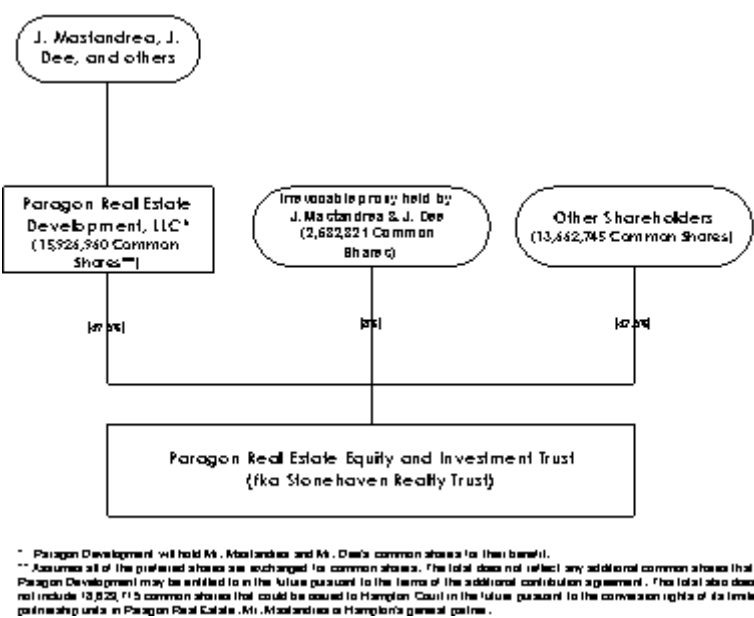 J. Mastandrea, J.
Dee, and others
Paragon Real Estate
Development, LLC*
(15,926,960 Common
Shares**)
Irrevocable proxy held by
J. Mastandrea & J. Dee
(2,682,821 Common
Shares)
Other Shareholders
(13,662,745 Common Shares)
Paragon Real Estate Equity and Investment Trust
(fka Stonehaven Realty Trust)
* Paragon Development will hold Mr. Mastandrea and Mr. Dee's common shares for their benefit.
** Assumes all of the preferred shares are exchanged for common shares. The total does not reflect any additional common shares that
Paragon Development may be entitled to in the future pursuant to the terms of the additional contribution agreement. The total also does
not include common shares that could be issued to Hampton Court in the future pursuant to the conversion rights of its limited
partnership units in Paragon Real Estate. Mr. Mastandrea is Hampton's general partner.